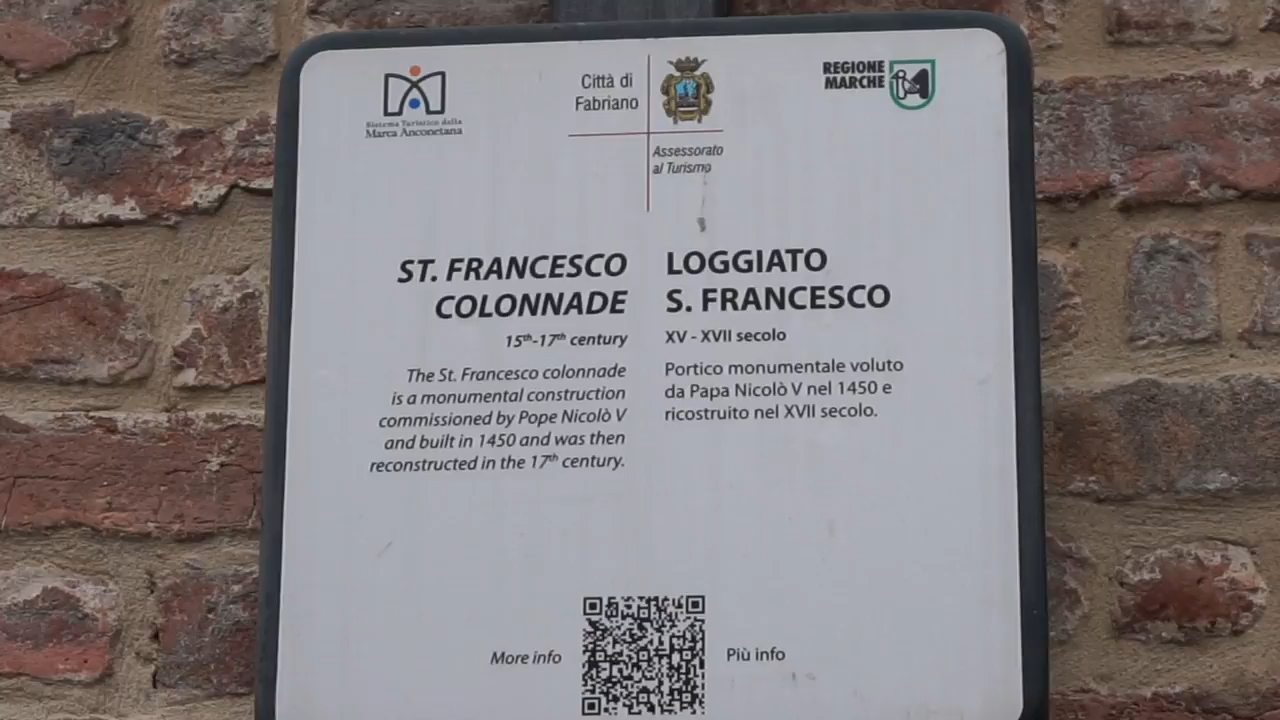 Sistema Turistico della
Marca Anconetana
Città di
Fabriano
Assessorato
al Turismo
REGIONE
MARCHE
ST. FRANCESCO
COLONNADE
15th-17th century
The St. Francesco colonnade
is a monumental construction
commissioned by Pope Nicolò V
and built in 1450 and was then
reconstructed in the 17th century.
LOGGIATO
S. FRANCESCO
XV - XVII secolo
Portico monumentale voluto
da Papa Nicolò V nel 1450 e
ricostruito nel XVII secolo.
More info
Più info